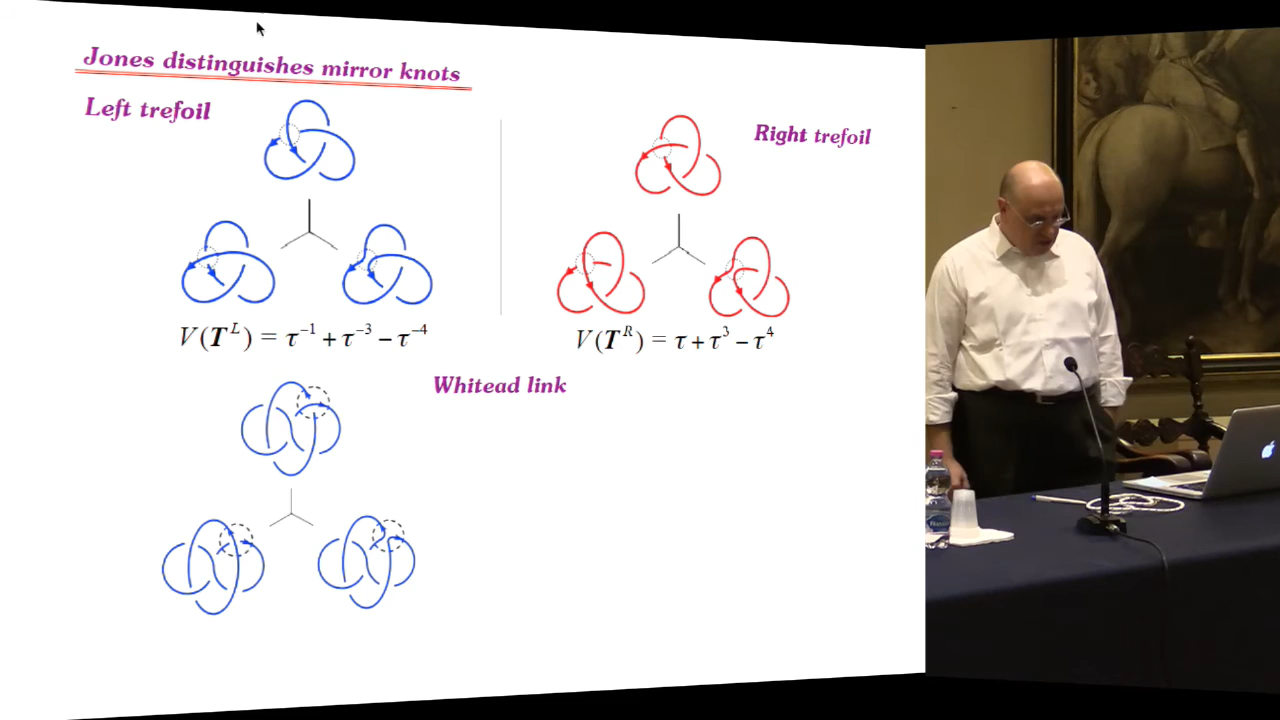 Jones distinguishes mirror knots
Left trefoil
Right trefoil
V(T^L) = τ^{-1} + τ^{-3} − τ^{-4}
V(T^R) = τ + τ^3 − τ^4
Whitead link